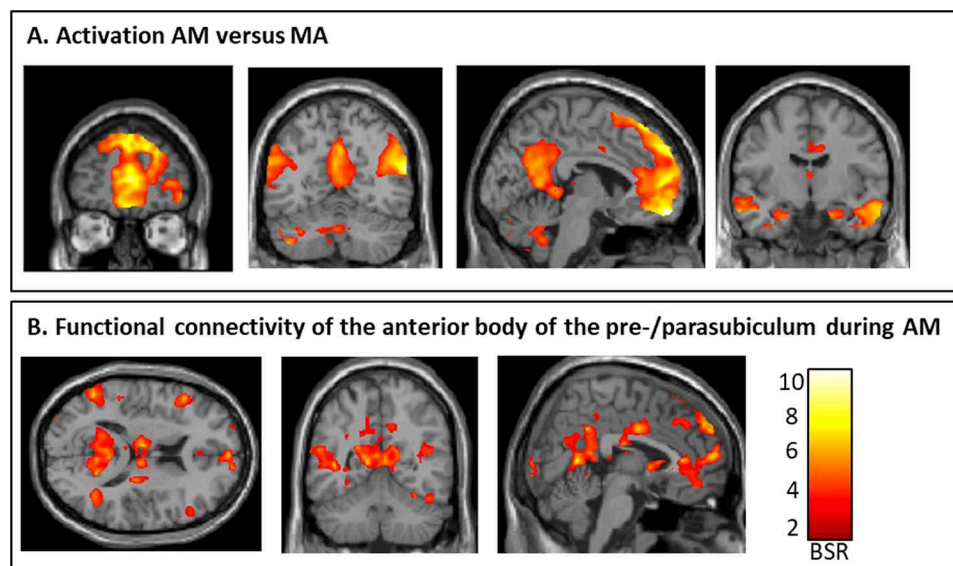 A. Activation AM versus MA
B. Functional connectivity of the anterior body of the pre-/parasubiculum during AM
10
8
6
4
2
BSR